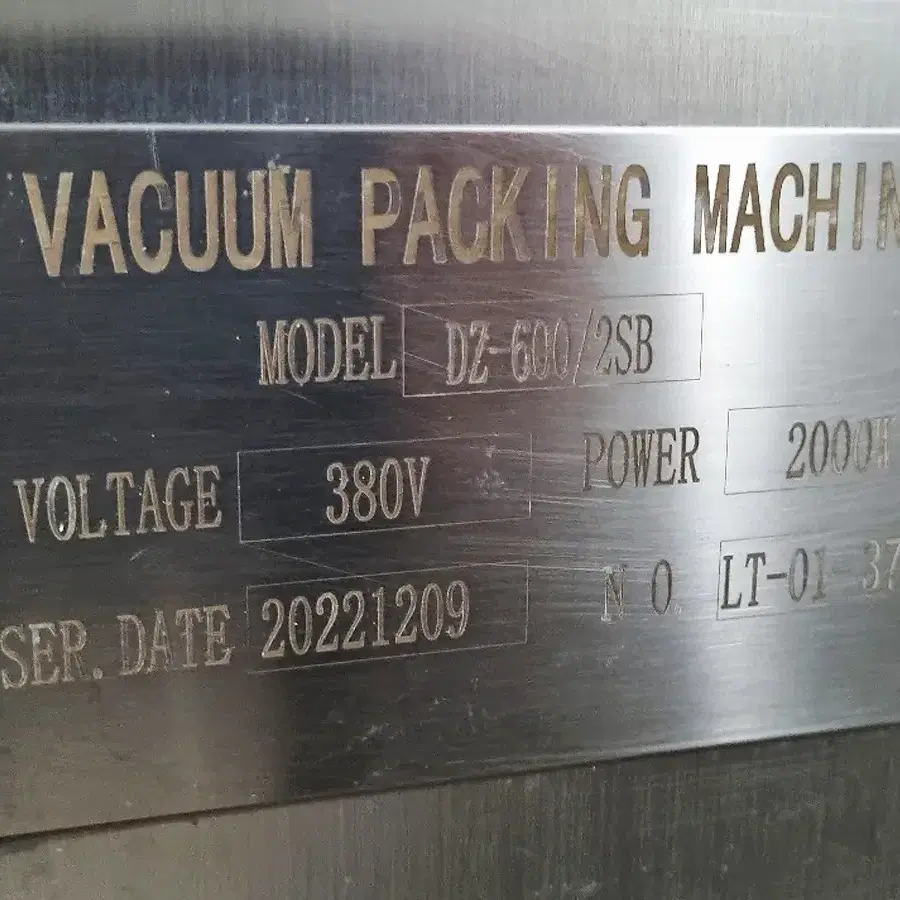 VACUUM PACKING MACHIN
MODEL DZ-600/2SB
VOLTAGE 380V POWER 2000W
SER. DATE 20221209 NO. LT-01 37